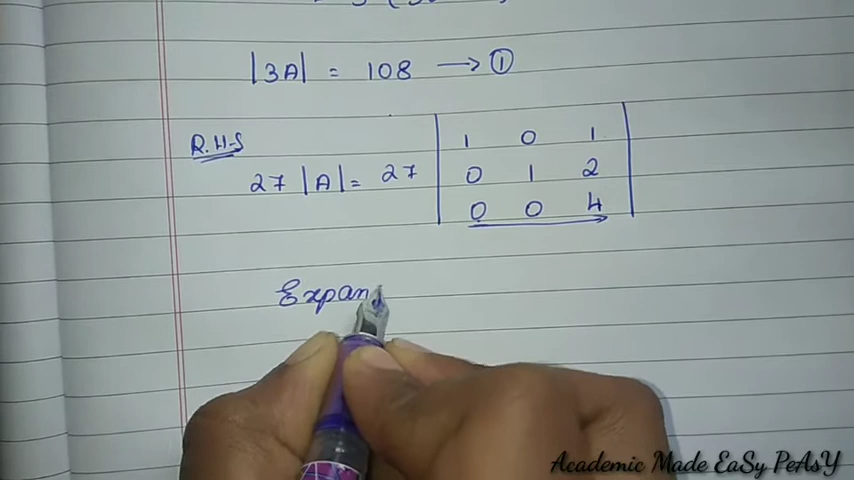 |3A| = 108 → ①
R.H.S
27 |A| = 27 | 1 0 1 |
| 0 1 2 |
| 0 0 4 |
Expan
Academic Made EaSy PeAsY